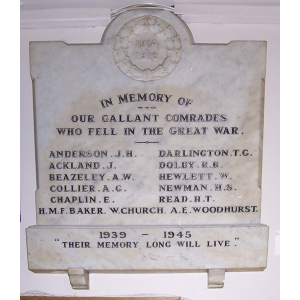 IN MEMORY OF
OUR GALLANT COMRADES
WHO FELL IN THE GREAT WAR.
ANDERSON.J.H. DARLINGTON.T.G.
ACKLAND.J. DOLBY.R.G.
BEAZELEY.A.W. HEWLETT.W.
COLLIER.A.G. NEWMAN.H.S.
CHAPLIN.E. READ.H.T.
H.M.F.BAKER. W.CHURCH. A.E.WOODHURST.
1939 - 1945
"THEIR MEMORY LONG WILL LIVE".